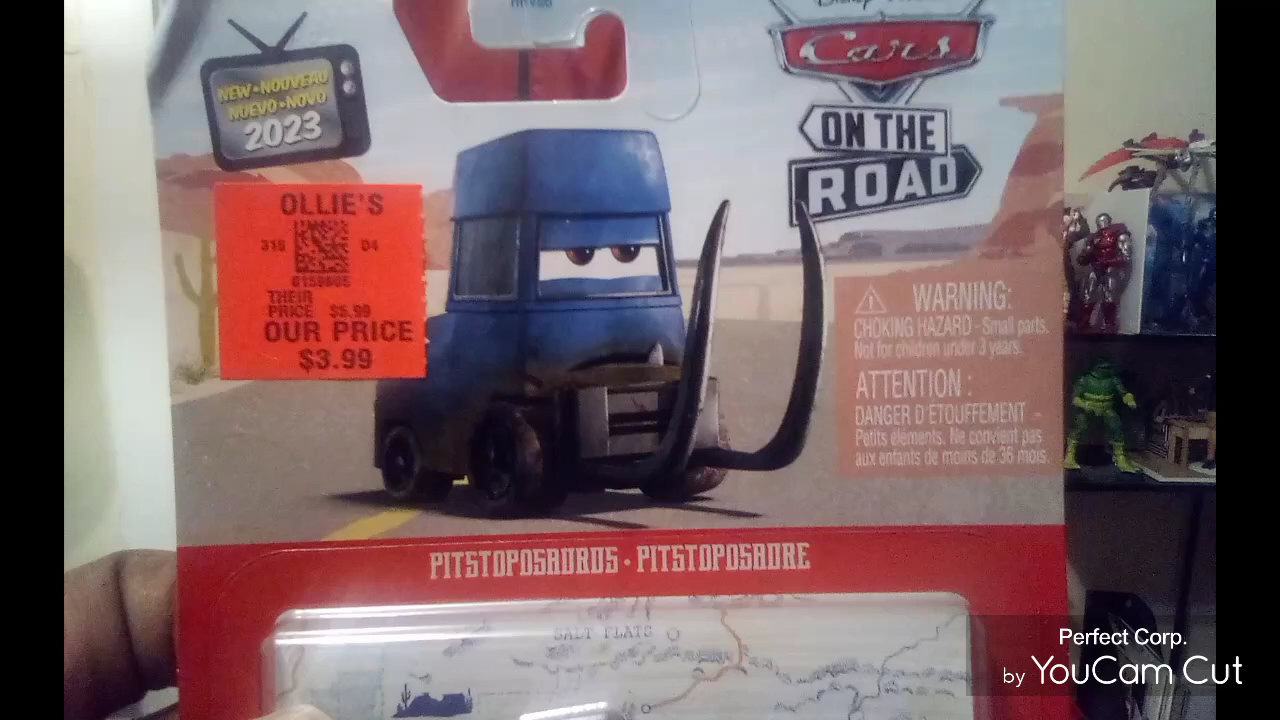 NEW • NOUVEAU
NUEVO • NOVO
2023
Cars
ON THE
ROAD
OLLIE'S
04
THEIR
PRICE $5.99
OUR PRICE
$3.99
WARNING:
CHOKING HAZARD - Small parts.
Not for children under 3 years.
ATTENTION :
DANGER D'ETOUFFEMENT –
Petits éléments. Ne convient pas
aux enfants de moins de 36 mois.
PITSTOPOSAURUS • PITSTOPOSAURE
SALT FLATS
Perfect Corp.
by YouCam Cut